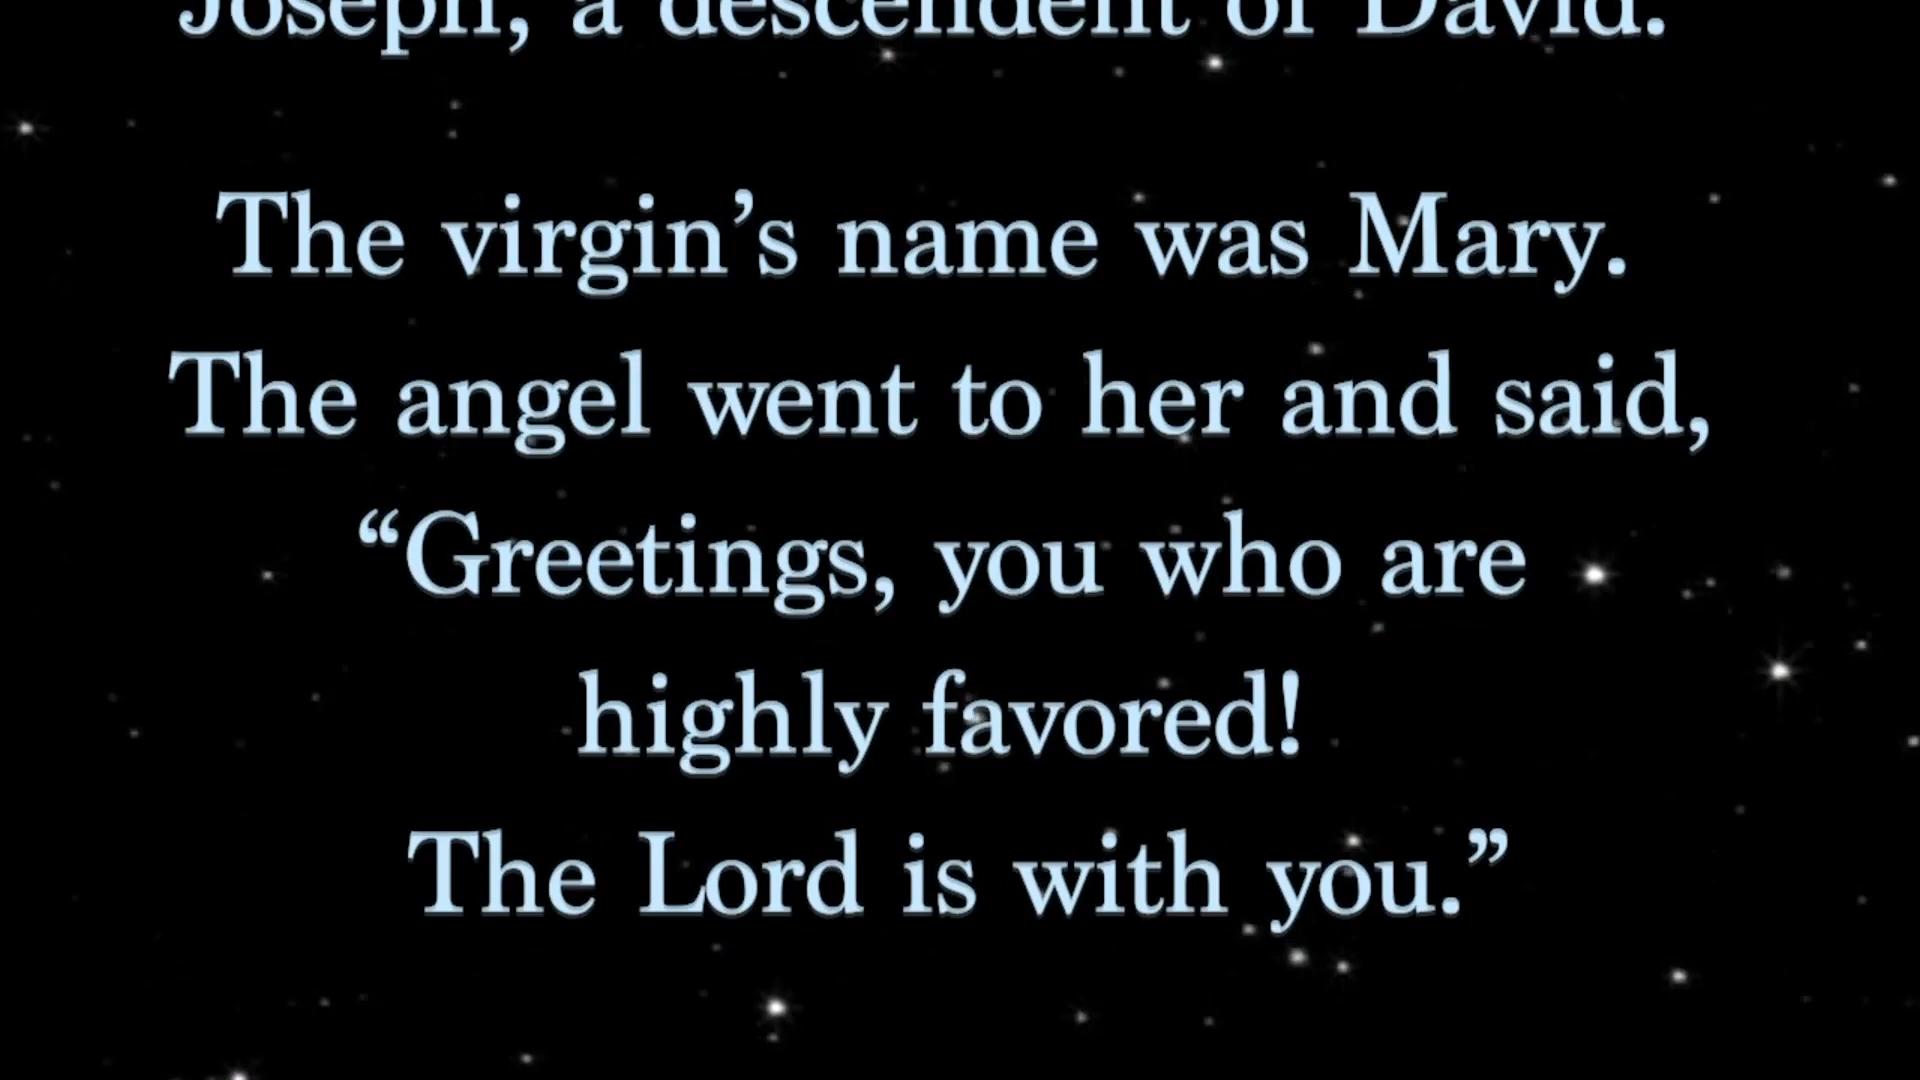 Joseph, a descendent of David.
The virgin’s name was Mary.
The angel went to her and said,
“Greetings, you who are
highly favored!
The Lord is with you.”